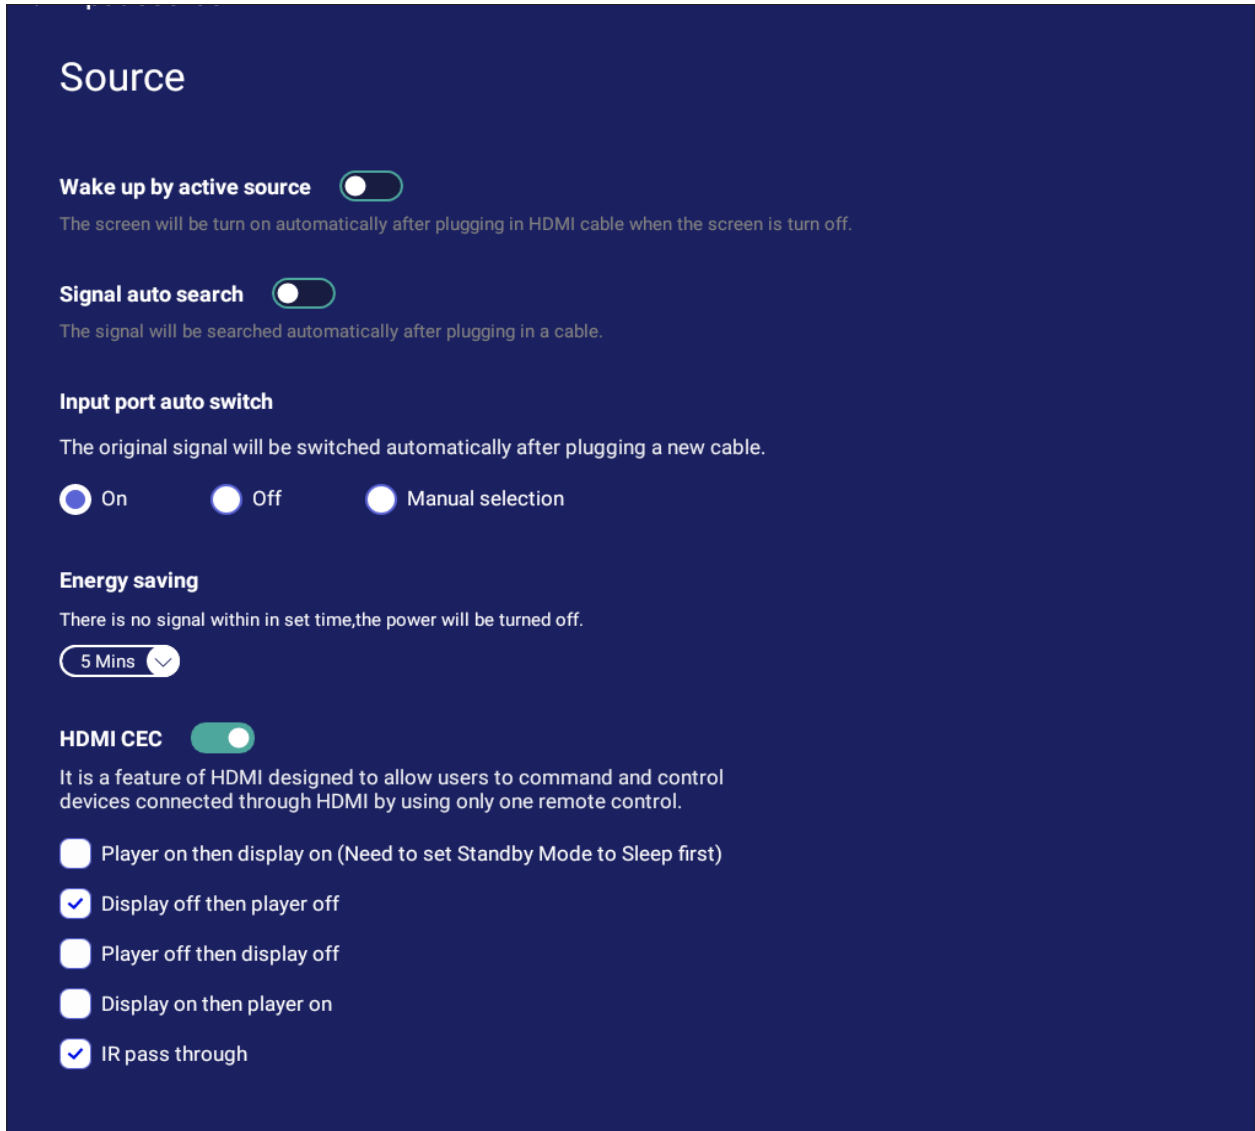 Source
Wake up by active source
The screen will be turn on automatically after plugging in HDMI cable when the screen is turn off.
Signal auto search
The signal will be searched automatically after plugging in a cable.
Input port auto switch
The original signal will be switched automatically after plugging a new cable.
On Off Manual selection
Energy saving
There is no signal within in set time,the power will be turned off.
5 Mins
HDMI CEC
It is a feature of HDMI designed to allow users to command and control
devices connected through HDMI by using only one remote control.
Player on then display on (Need to set Standby Mode to Sleep first)
Display off then player off
Player off then display off
Display on then player on
IR pass through